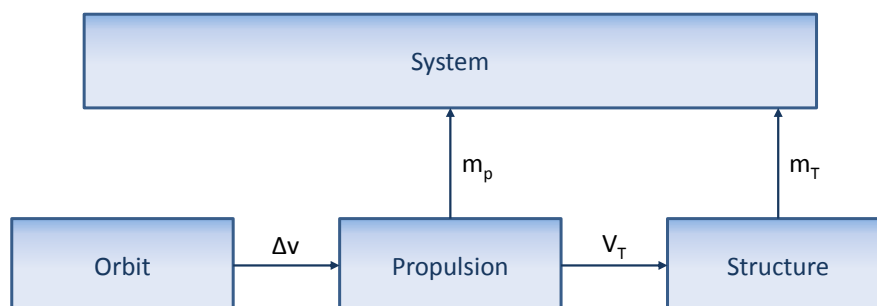 System
m_p
m_T
Orbit
Δv
Propulsion
V_T
Structure